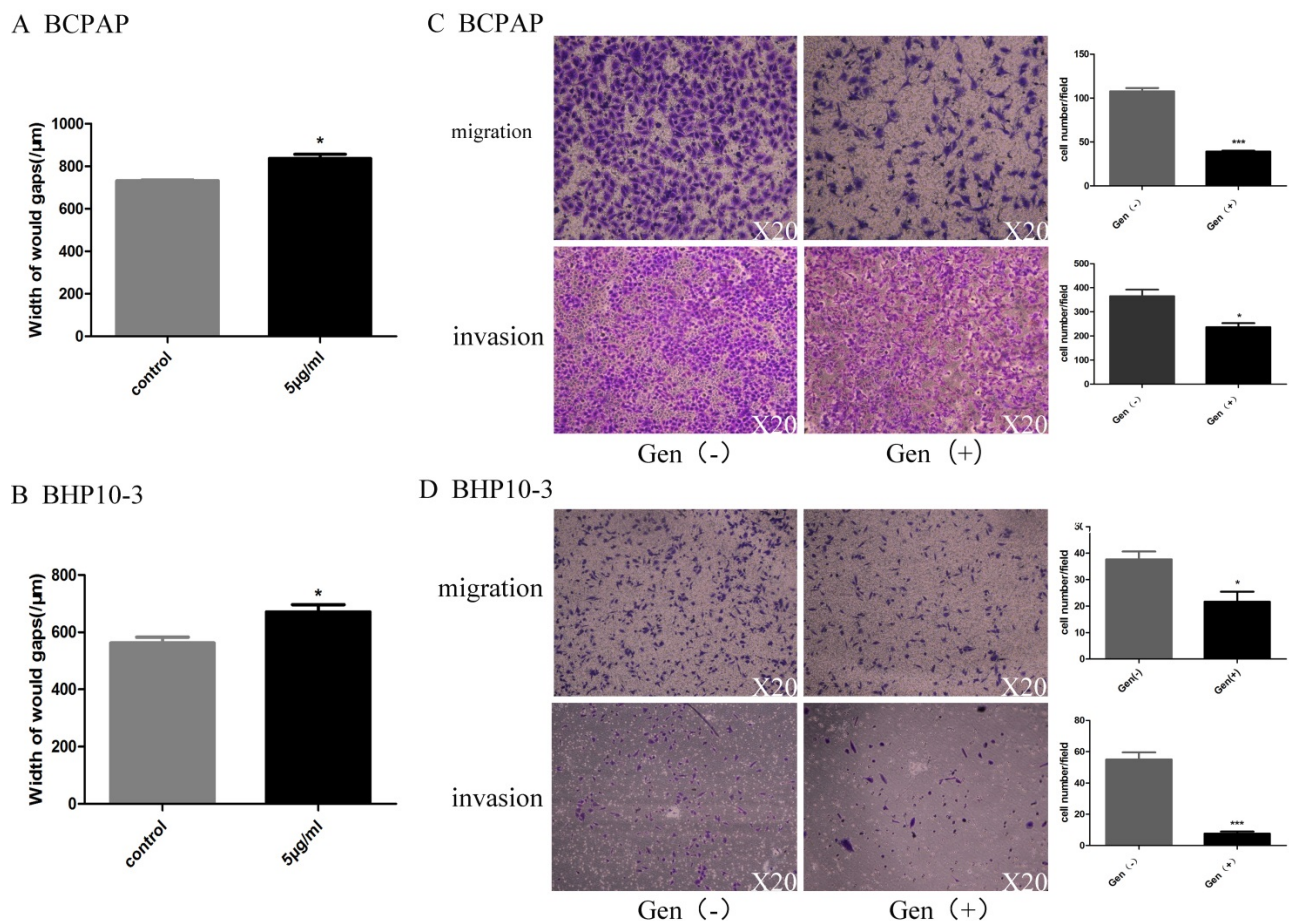 A BCPAP
Width of would gaps(/μm)
1000
800
600
400
200
0
*
control
5μg/ml
B BHP10-3
Width of would gaps(/μm)
800
600
400
200
0
*
control
5μg/ml
C BCPAP
migration
X20
X20
cell number/field
150
100
50
0
***
Gen (-)
Gen (+)
invasion
X20
X20
cell number/field
500
400
300
200
100
0
*
Gen (-)
Gen (+)
Gen (-)
Gen (+)
D BHP10-3
migration
X20
X20
cell number/field
40
30
20
10
0
*
Gen(-)
Gen(+)
invasion
X20
X20
cell number/field
80
60
40
20
0
***
Gen (-)
Gen (+)
Gen (-)
Gen (+)